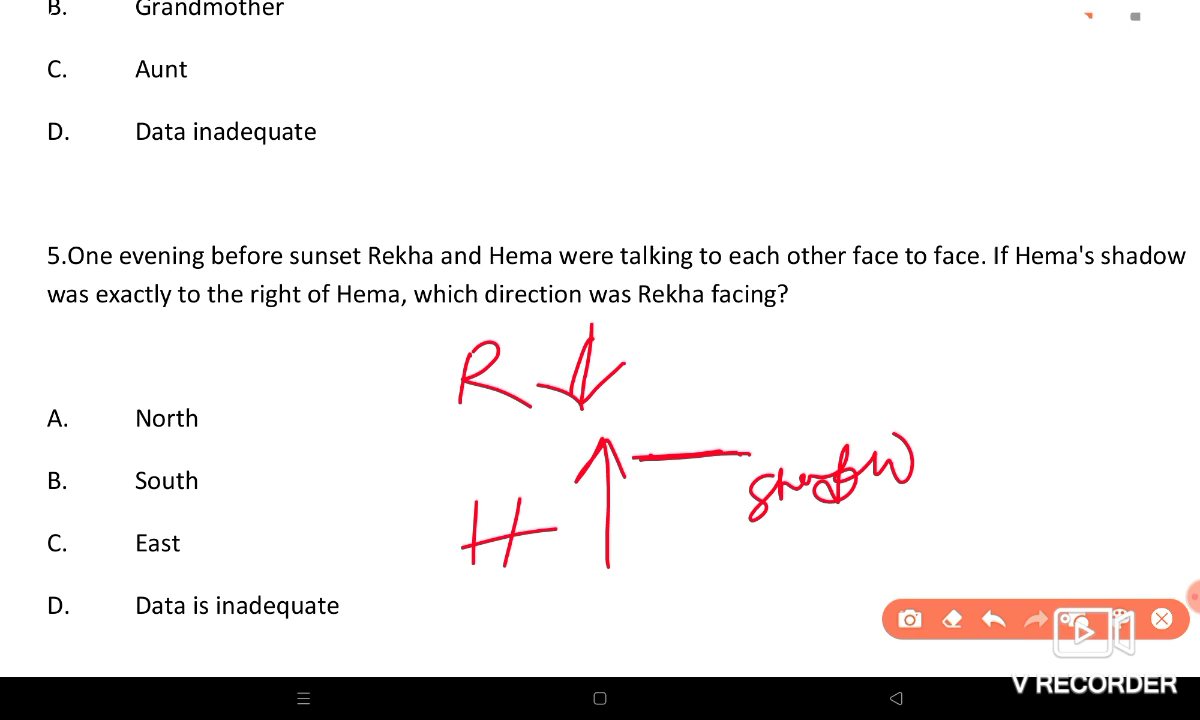 B. Grandmother
C. Aunt
D. Data inadequate
5.One evening before sunset Rekha and Hema were talking to each other face to face. If Hema's shadow
was exactly to the right of Hema, which direction was Rekha facing?
R
A. North
shadow
B. South
H
C. East
D. Data is inadequate
V RECORDER